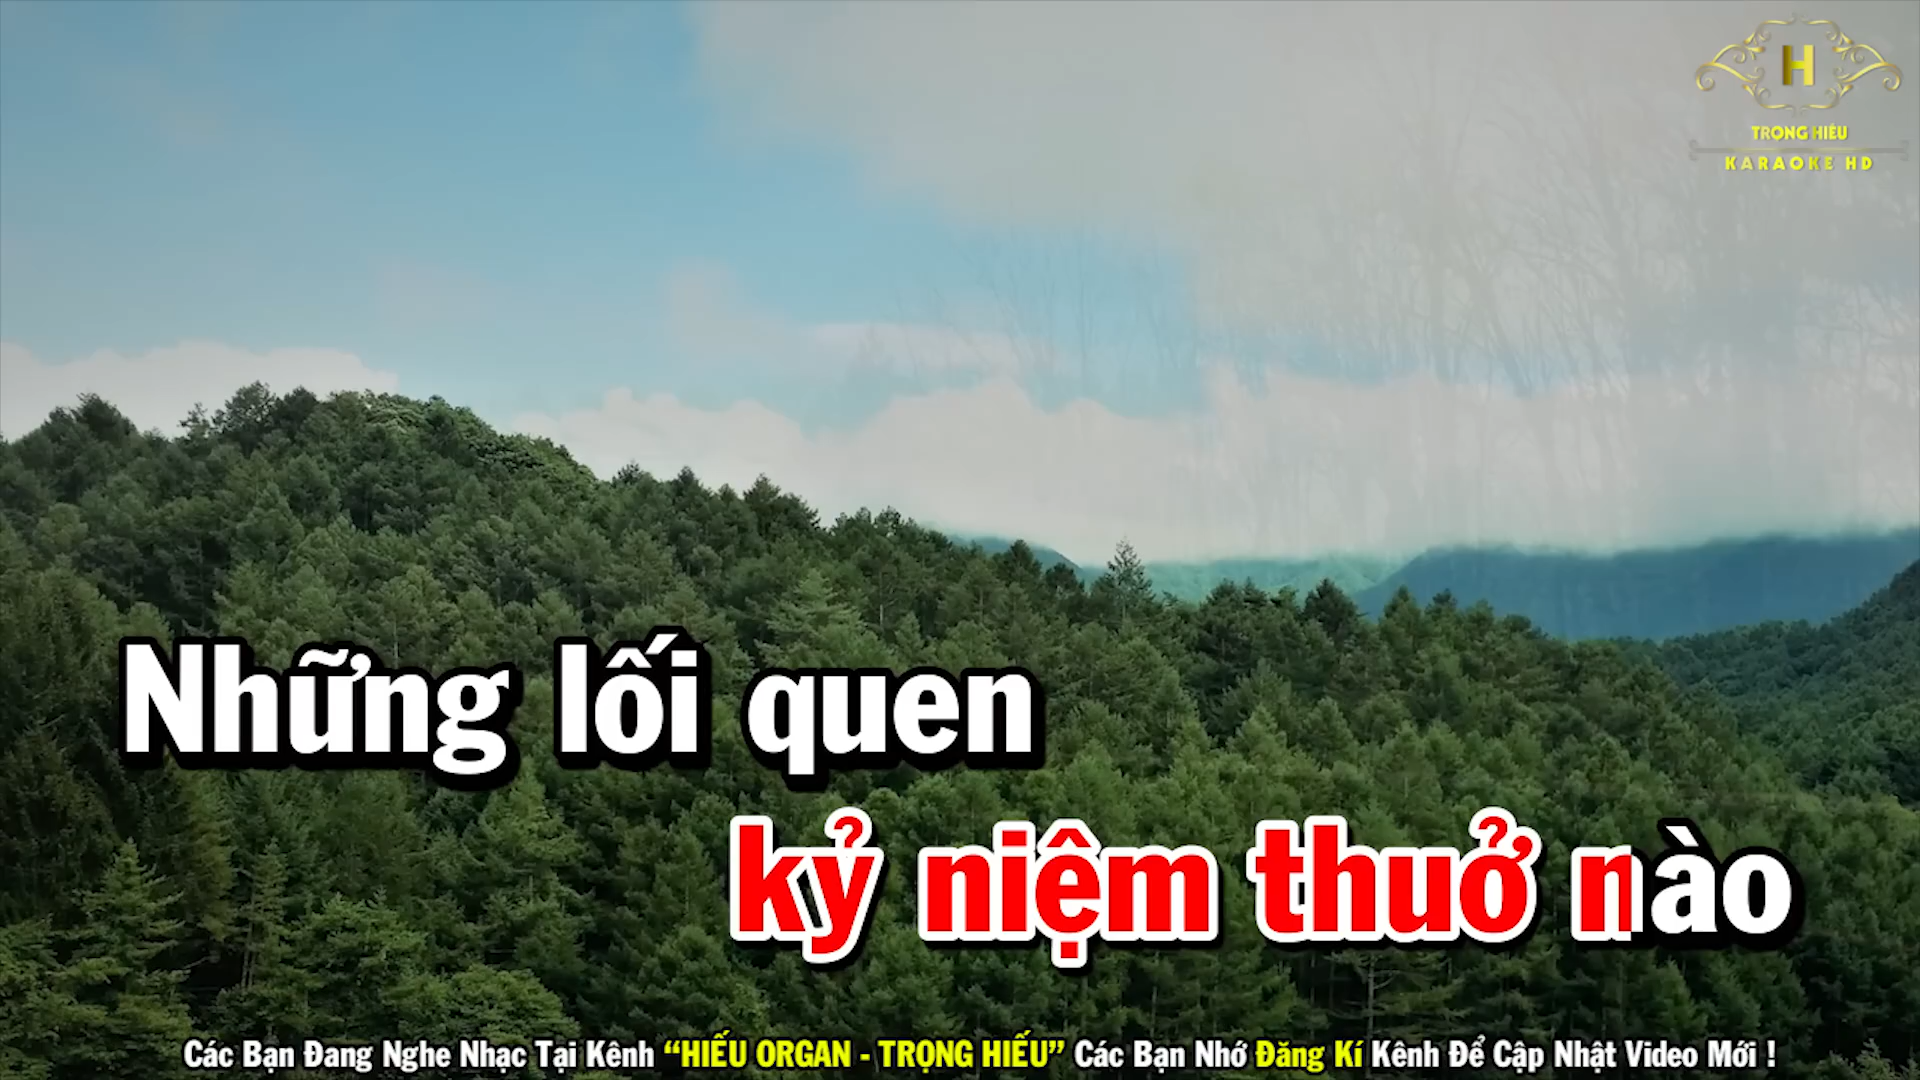 H
TRỌNG HIẾU
KARAOKE HD
Những lối quen
kỷ niệm thuở nào
Các Bạn Đang Nghe Nhạc Tại Kênh “HIẾU ORGAN - TRỌNG HIẾU” Các Bạn Nhớ Đăng Kí Kênh Để Cập Nhật Video Mới !